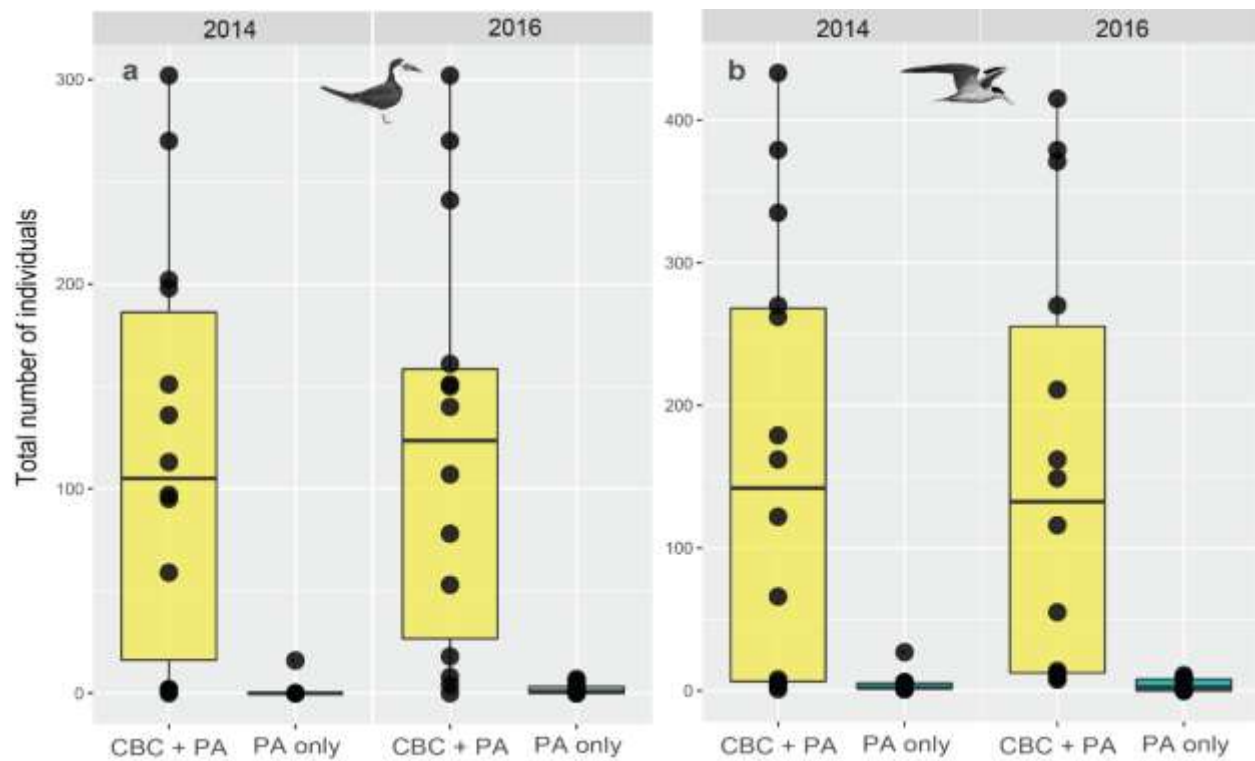 2014 2016
a
300
200
100
0
Total number of individuals
CBC + PA PA only CBC + PA PA only
2014 2016
b
400
300
200
100
0
CBC + PA PA only CBC + PA PA only